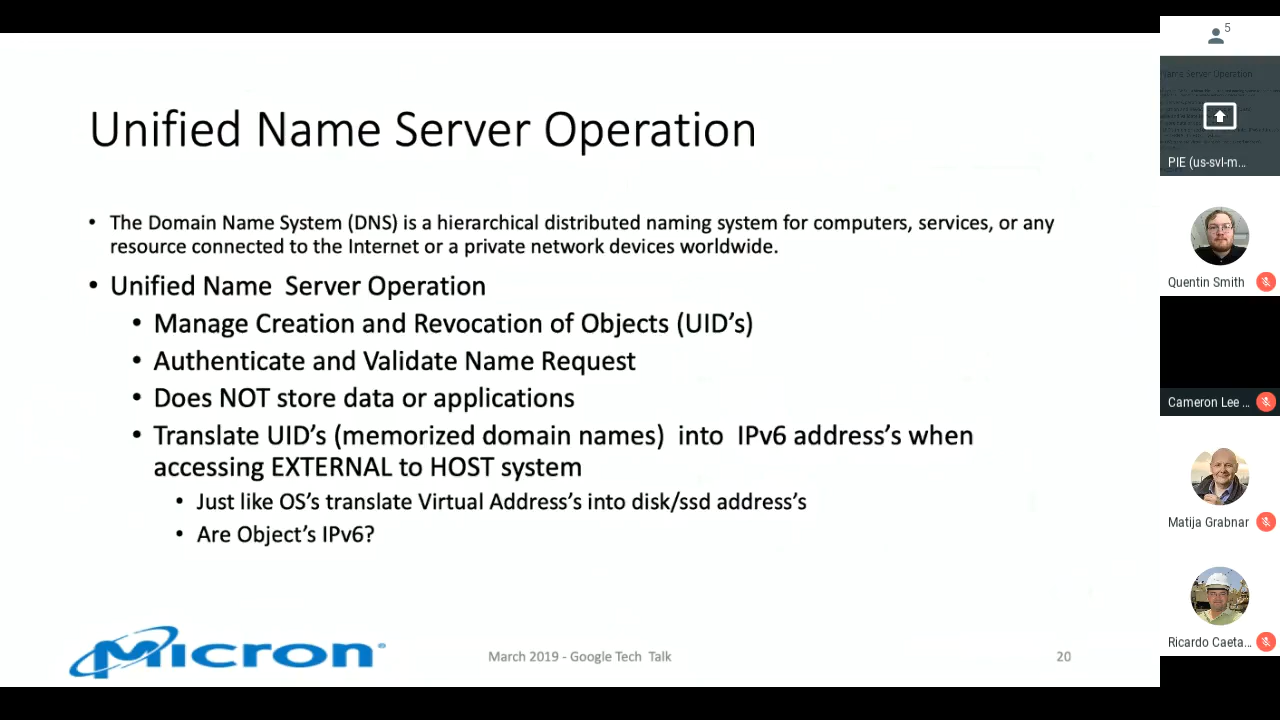 Unified Name Server Operation
• The Domain Name System (DNS) is a hierarchical distributed naming system for computers, services, or any
resource connected to the Internet or a private network devices worldwide.
• Unified Name Server Operation
• Manage Creation and Revocation of Objects (UID's)
• Authenticate and Validate Name Request
• Does NOT store data or applications
• Translate UID's (memorized domain names) into IPv6 address's when
accessing EXTERNAL to HOST system
• Just like OS's translate Virtual Address's into disk/ssd address's
• Are Object's IPv6?
Micron
March 2019 - Google Tech Talk
20
5
PIE (us-svl-m...
Quentin Smith
Cameron Lee ...
Matija Grabnar
Ricardo Caeta...